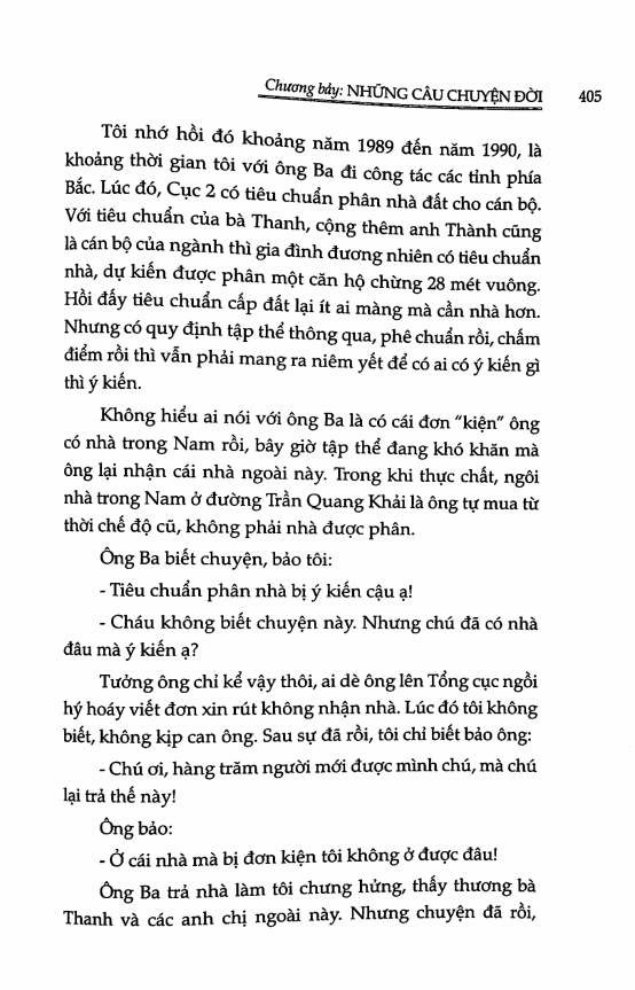 Chương bảy: NHỮNG CÂU CHUYỆN ĐỜI 405
Tôi nhớ hồi đó khoảng năm 1989 đến năm 1990, là
khoảng thời gian tôi với ông Ba đi công tác các tỉnh phía
Bắc. Lúc đó, Cục 2 có tiêu chuẩn phân nhà đất cho cán bộ.
Với tiêu chuẩn của bà Thanh, cộng thêm anh Thành cũng
là cán bộ của ngành thì gia đình đương nhiên có tiêu chuẩn
nhà, dự kiến được phân một căn hộ chừng 28 mét vuông.
Hồi đấy tiêu chuẩn cấp đất lại ít ai màng mà cần nhà hơn.
Nhưng có quy định tập thể thông qua, phê chuẩn rồi, chấm
điểm rồi thì vẫn phải mang ra niêm yết để có ai có ý kiến gì
thì ý kiến.
Không hiểu ai nói với ông Ba là có cái đơn "kiện" ông
có nhà trong Nam rồi, bây giờ tập thể đang khó khăn mà
ông lại nhận cái nhà ngoài này. Trong khi thực chất, ngôi
nhà trong Nam ở đường Trần Quang Khải là ông tự mua từ
thời chế độ cũ, không phải nhà được phân.
Ông Ba biết chuyện, bảo tôi:
- Tiêu chuẩn phân nhà bị ý kiến cậu ạ!
- Cháu không biết chuyện này. Nhưng chú đã có nhà
đâu mà ý kiến ạ?
Tưởng ông chỉ kể vậy thôi, ai dè ông lên Tổng cục ngồi
hý hoáy viết đơn xin rút không nhận nhà. Lúc đó tôi không
biết, không kịp can ông. Sau sự đã rồi, tôi chỉ biết bảo ông:
- Chú ơi, hàng trăm người mới được mình chú, mà chú
lại trả thế này!
Ông bảo:
- Ở cái nhà mà bị đơn kiện tôi không ở được đâu!
Ông Ba trả nhà làm tôi chưng hửng, thấy thương bà
Thanh và các anh chị ngoài này. Nhưng chuyện đã rồi,